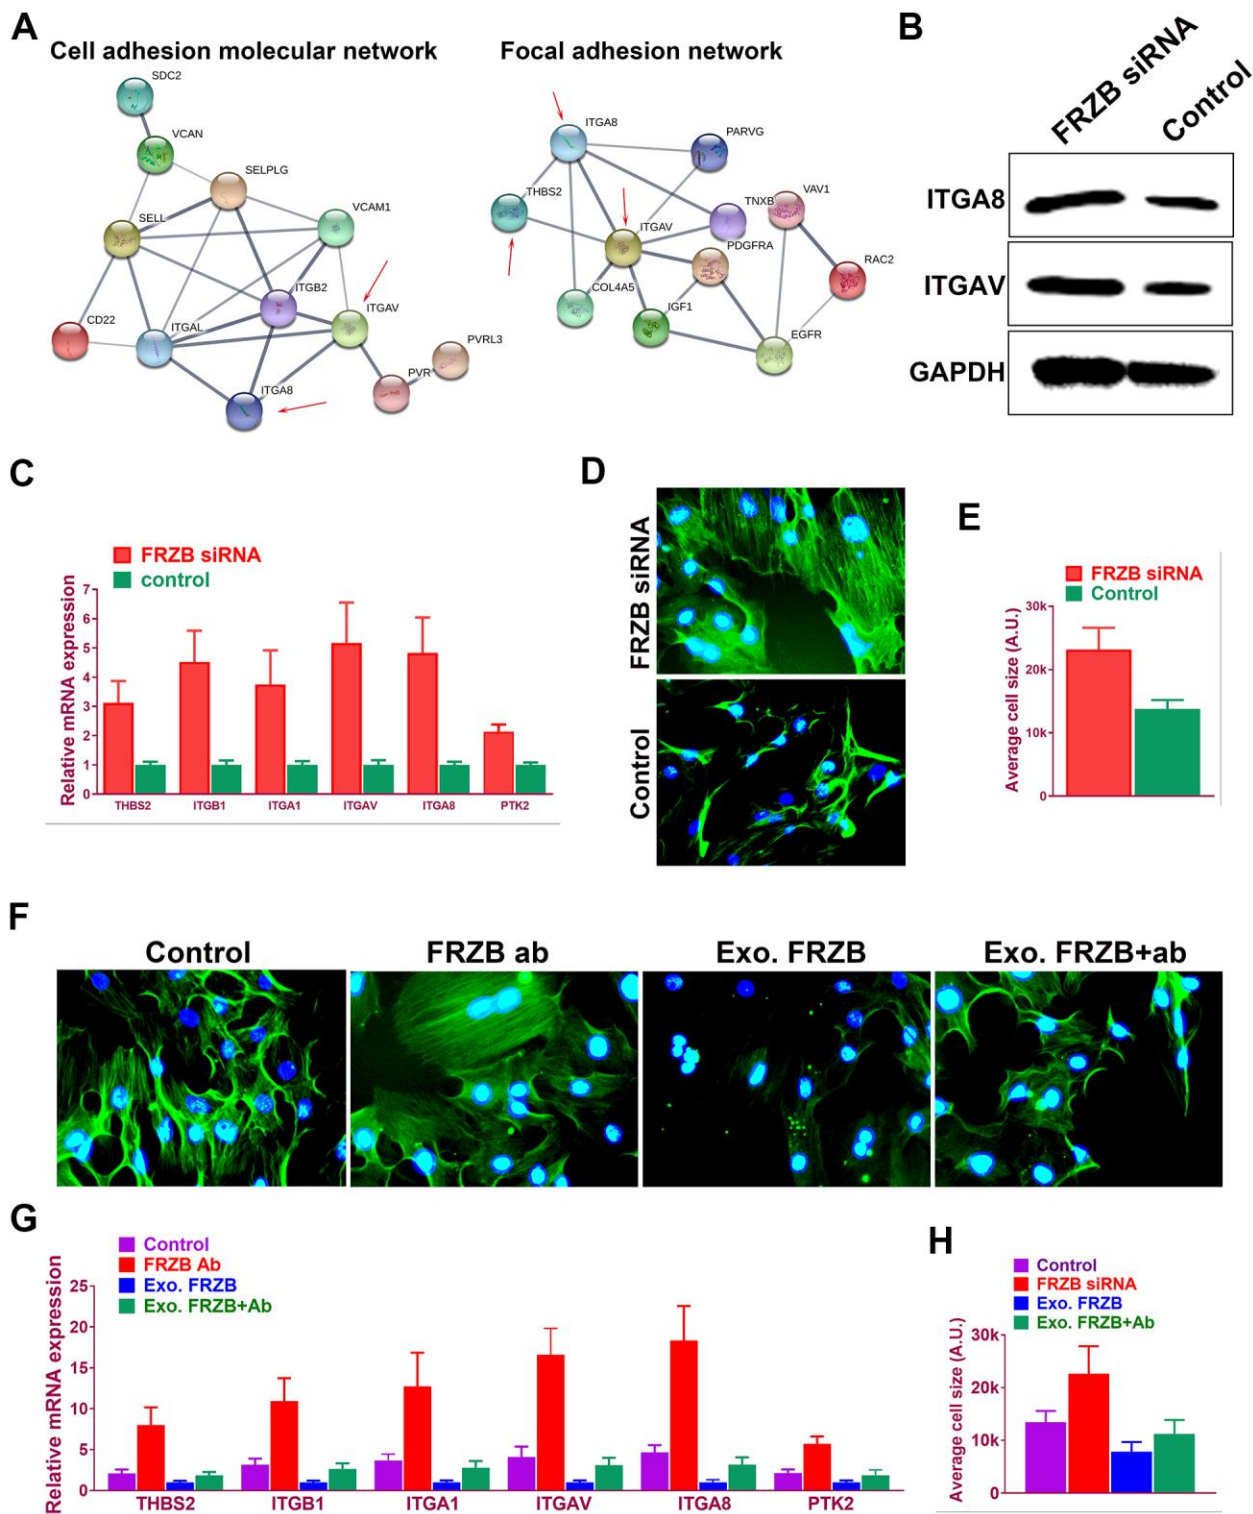 A
Cell adhesion molecular network
SDC2
VCAN
SELPLG
SELL
VCAM1
ITGB2
ITGAV
CD22
ITGAL
PVRL3
PVR
ITGA8
Focal adhesion network
ITGA8
PARVG
THBS2
TNXB
VAV1
ITGAV
PDGFRA
RAC2
COL4A5
IGF1
EGFR
B
FRZB siRNA
Control
ITGA8
ITGAV
GAPDH
C
FRZB siRNA
control
Relative mRNA expression
7
6
5
4
3
2
1
0
THBS2 ITGB1 ITGA1 ITGAV ITGA8 PTK2
D
FRZB siRNA
Control
E
FRZB siRNA
Control
Average cell size (A.U.)
30k
20k
10k
0
F
Control FRZB ab Exo. FRZB Exo. FRZB+ab
G
Control
FRZB Ab
Exo. FRZB
Exo. FRZB+Ab
Relative mRNA expression
25
20
15
10
5
0
THBS2 ITGB1 ITGA1 ITGAV ITGA8 PTK2
H
Control
FRZB siRNA
Exo. FRZB
Exo. FRZB+Ab
Average cell size (A.U.)
30k
20k
10k
0